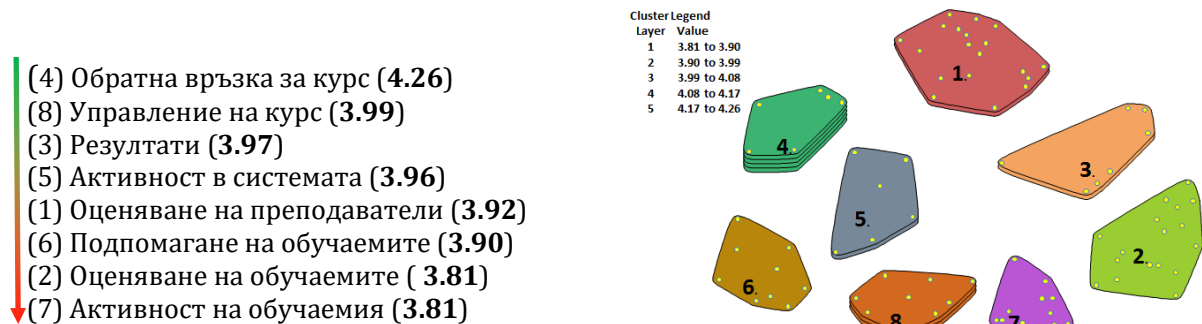 (4) Обратна връзка за курс (4.26)
(8) Управление на курс (3.99)
(3) Резултати (3.97)
(5) Активност в системата (3.96)
(1) Оценяване на преподаватели (3.92)
(6) Подпомагане на обучаемите (3.90)
(2) Оценяване на обучаемите ( 3.81)
(7) Активност на обучаемия (3.81)
Cluster Legend
Layer Value
1 3.81 to 3.90
2 3.90 to 3.99
3 3.99 to 4.08
4 4.08 to 4.17
5 4.17 to 4.26
1.
4.
3.
5.
2.
6.
8
7